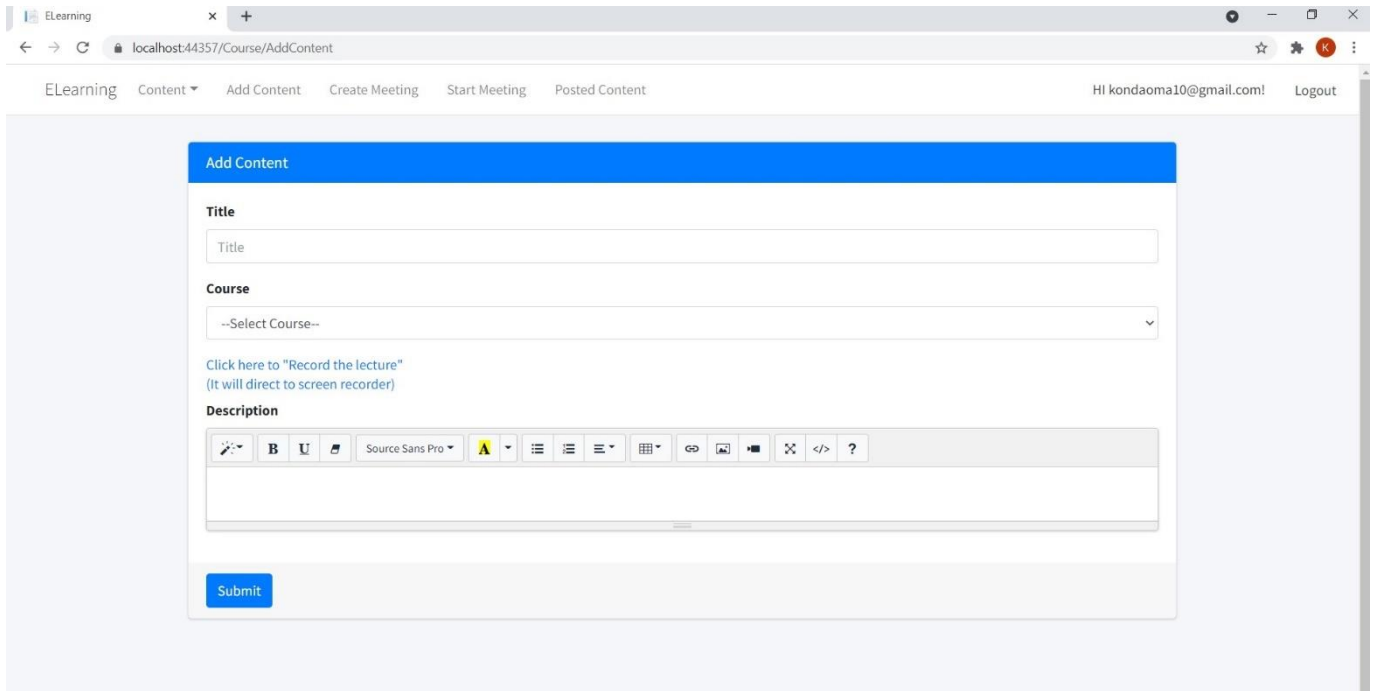 ELearning
localhost:44357/Course/AddContent
K
ELearning Content Add Content Create Meeting Start Meeting Posted Content HI kondaoma10@gmail.com! Logout
Add Content
Title
Title
Course
--Select Course--
Click here to "Record the lecture"
(It will direct to screen recorder)
Description
B U Source Sans Pro A </> ?
Submit